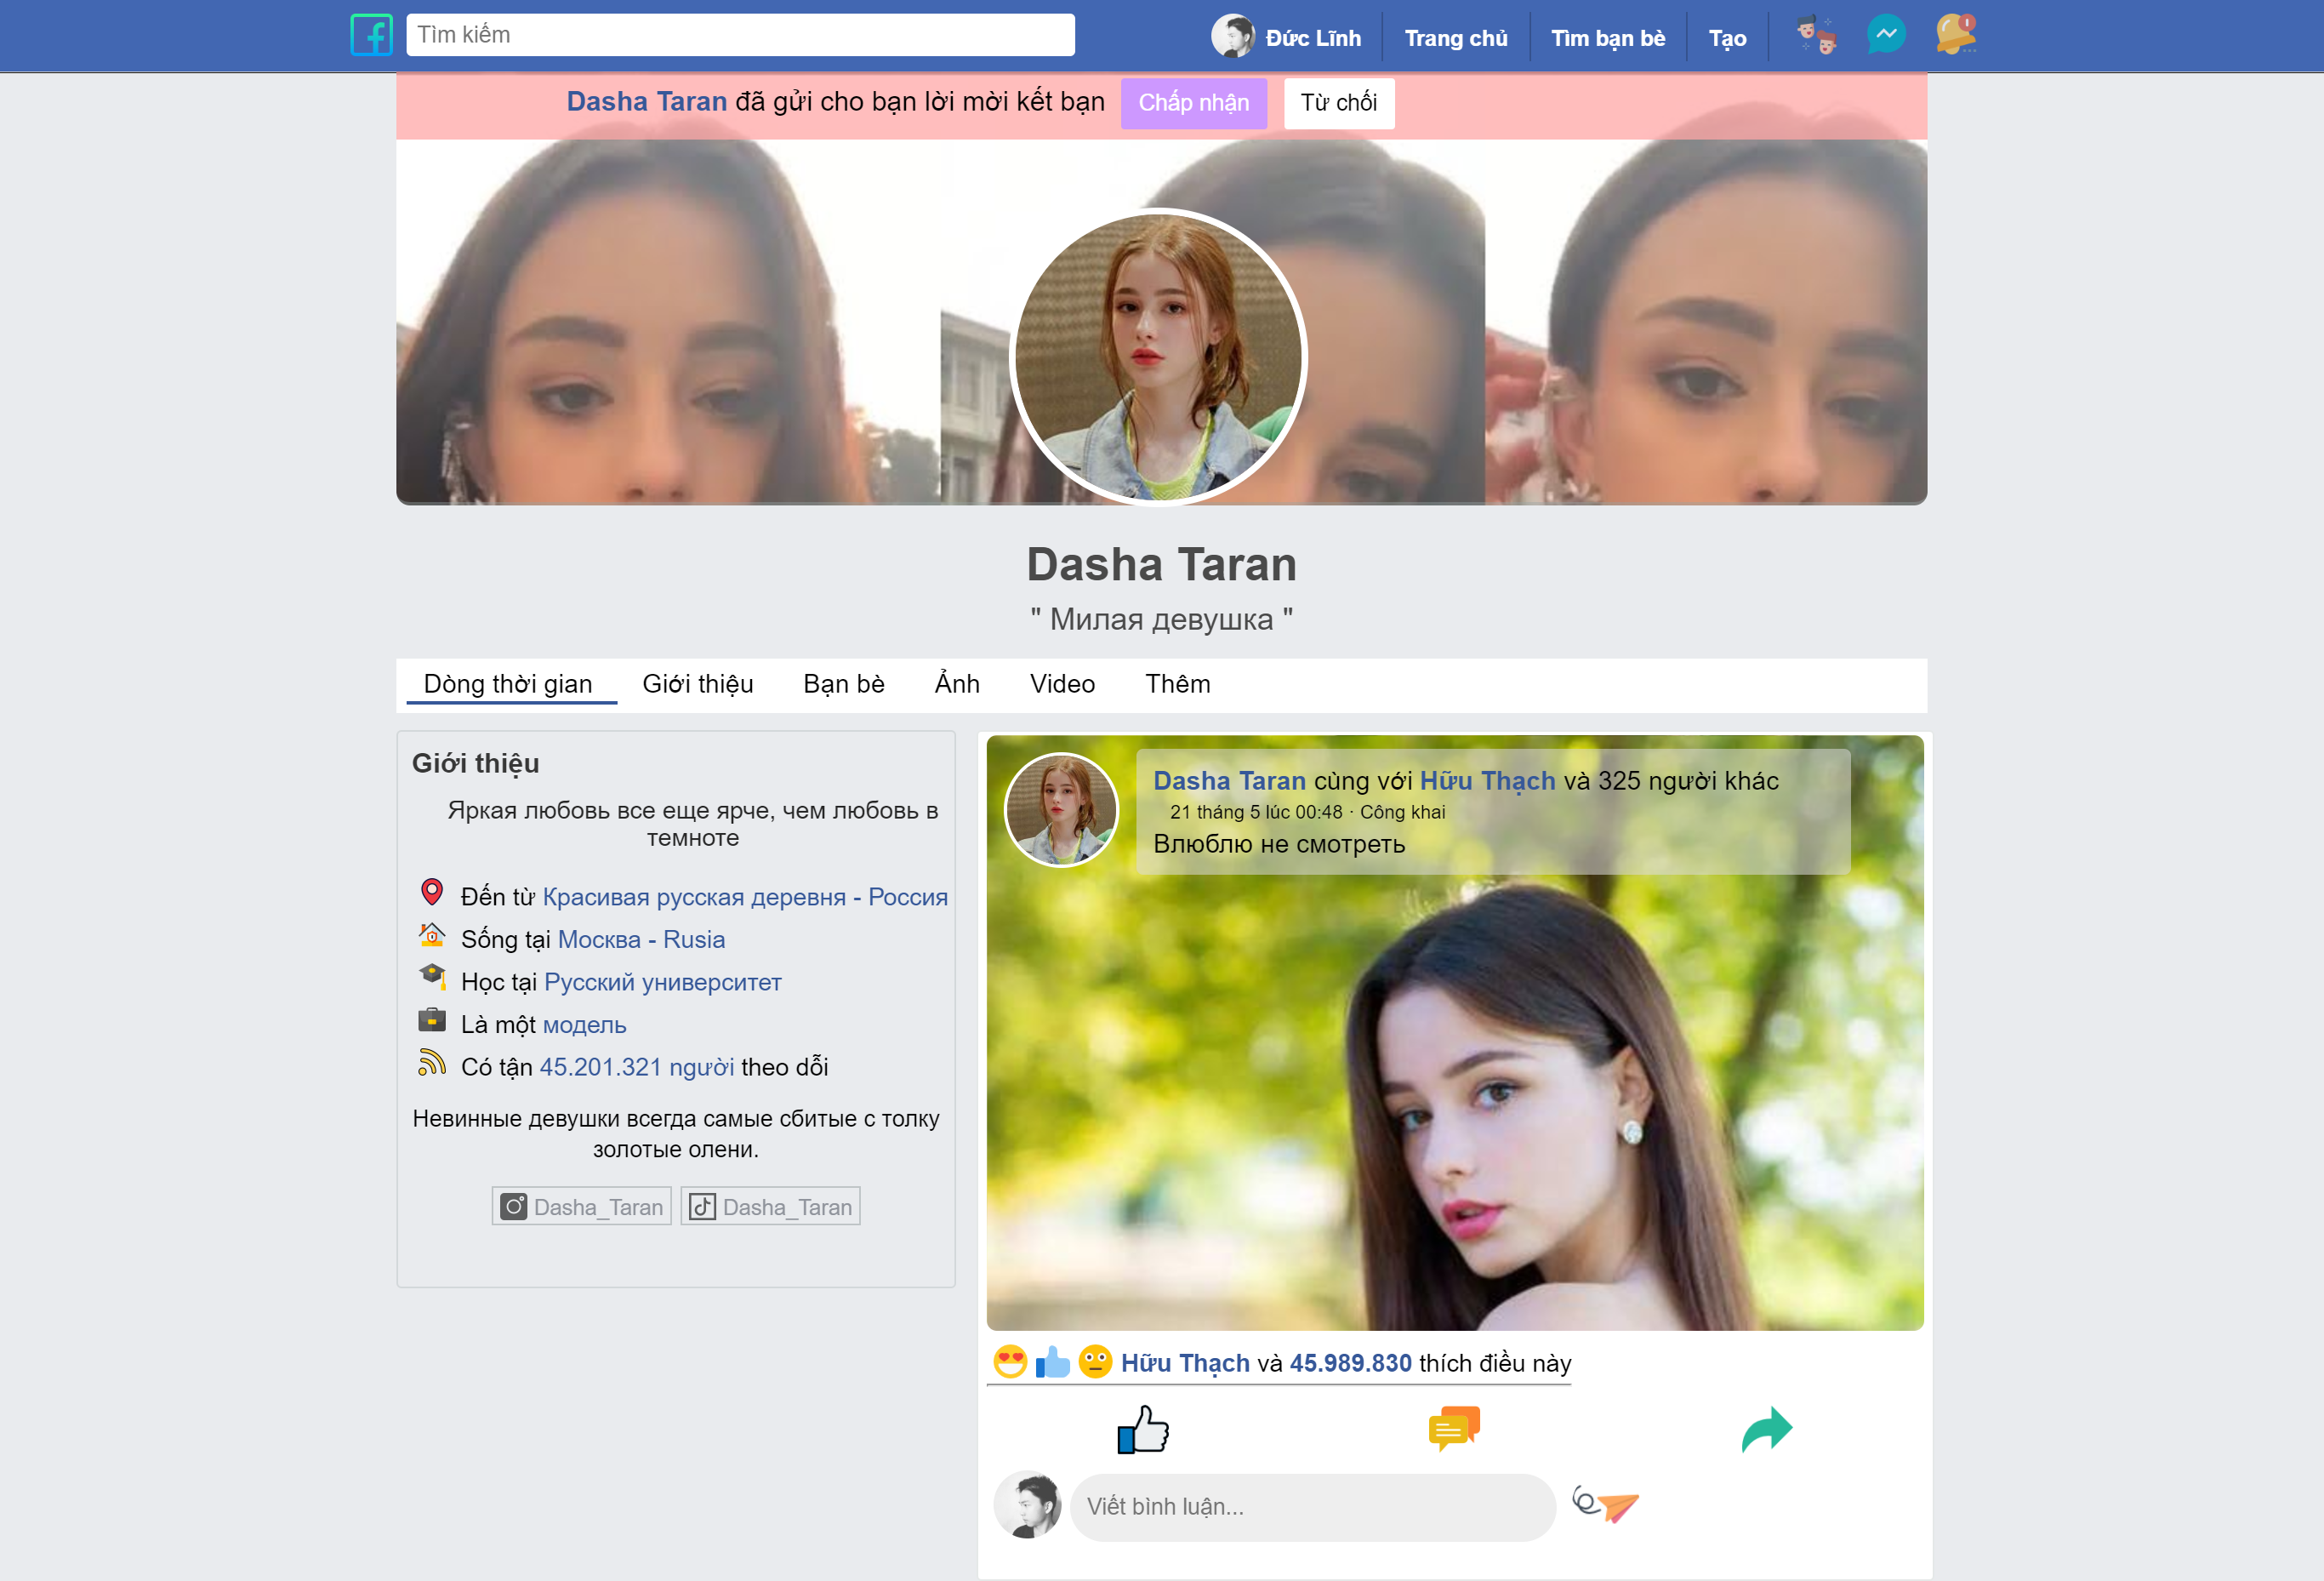 Tìm kiếm
Đức Lĩnh
Trang chủ
Tìm bạn bè
Tạo
Dasha Taran đã gửi cho bạn lời mời kết bạn
Chấp nhận
Từ chối
Dasha Taran
" Милая девушка "
Dòng thời gian
Giới thiệu
Bạn bè
Ảnh
Video
Thêm
Giới thiệu
Яркая любовь все еще ярче, чем любовь в
темноте
Đến từ Красивая русская деревня - Россия
Sống tại Москва - Rusia
Học tại Русский университет
Là một модель
Có tận 45.201.321 người theo dõi
Невинные девушки всегда самые сбитые с толку
золотые олени.
Dasha_Taran
Dasha_Taran
Dasha Taran cùng với Hữu Thạch và 325 người khác
21 tháng 5 lúc 00:48 · Công khai
Влюблю не смотреть
Hữu Thạch và 45.989.830 thích điều này
Viết bình luận...